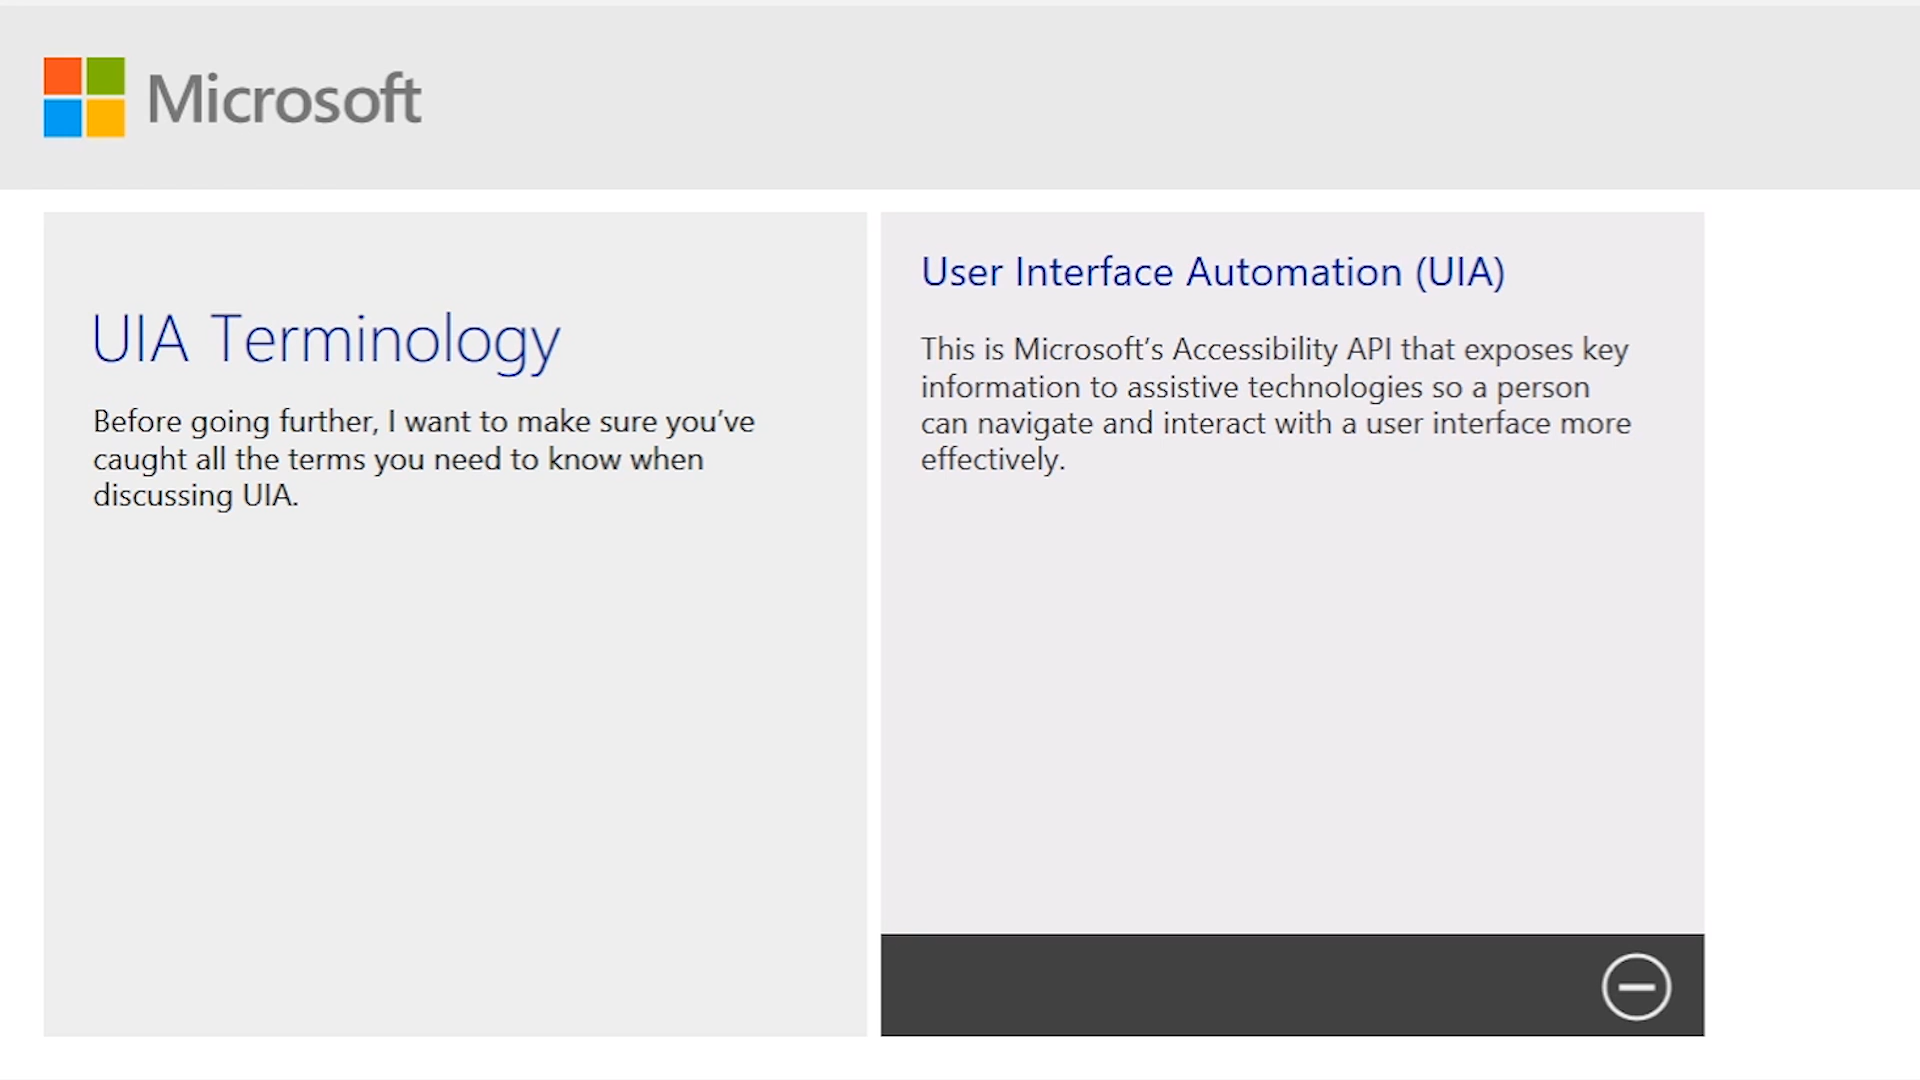 Microsoft
UIA Terminology
Before going further, I want to make sure you’ve
caught all the terms you need to know when
discussing UIA.
User Interface Automation (UIA)
This is Microsoft’s Accessibility API that exposes key
information to assistive technologies so a person
can navigate and interact with a user interface more
effectively.